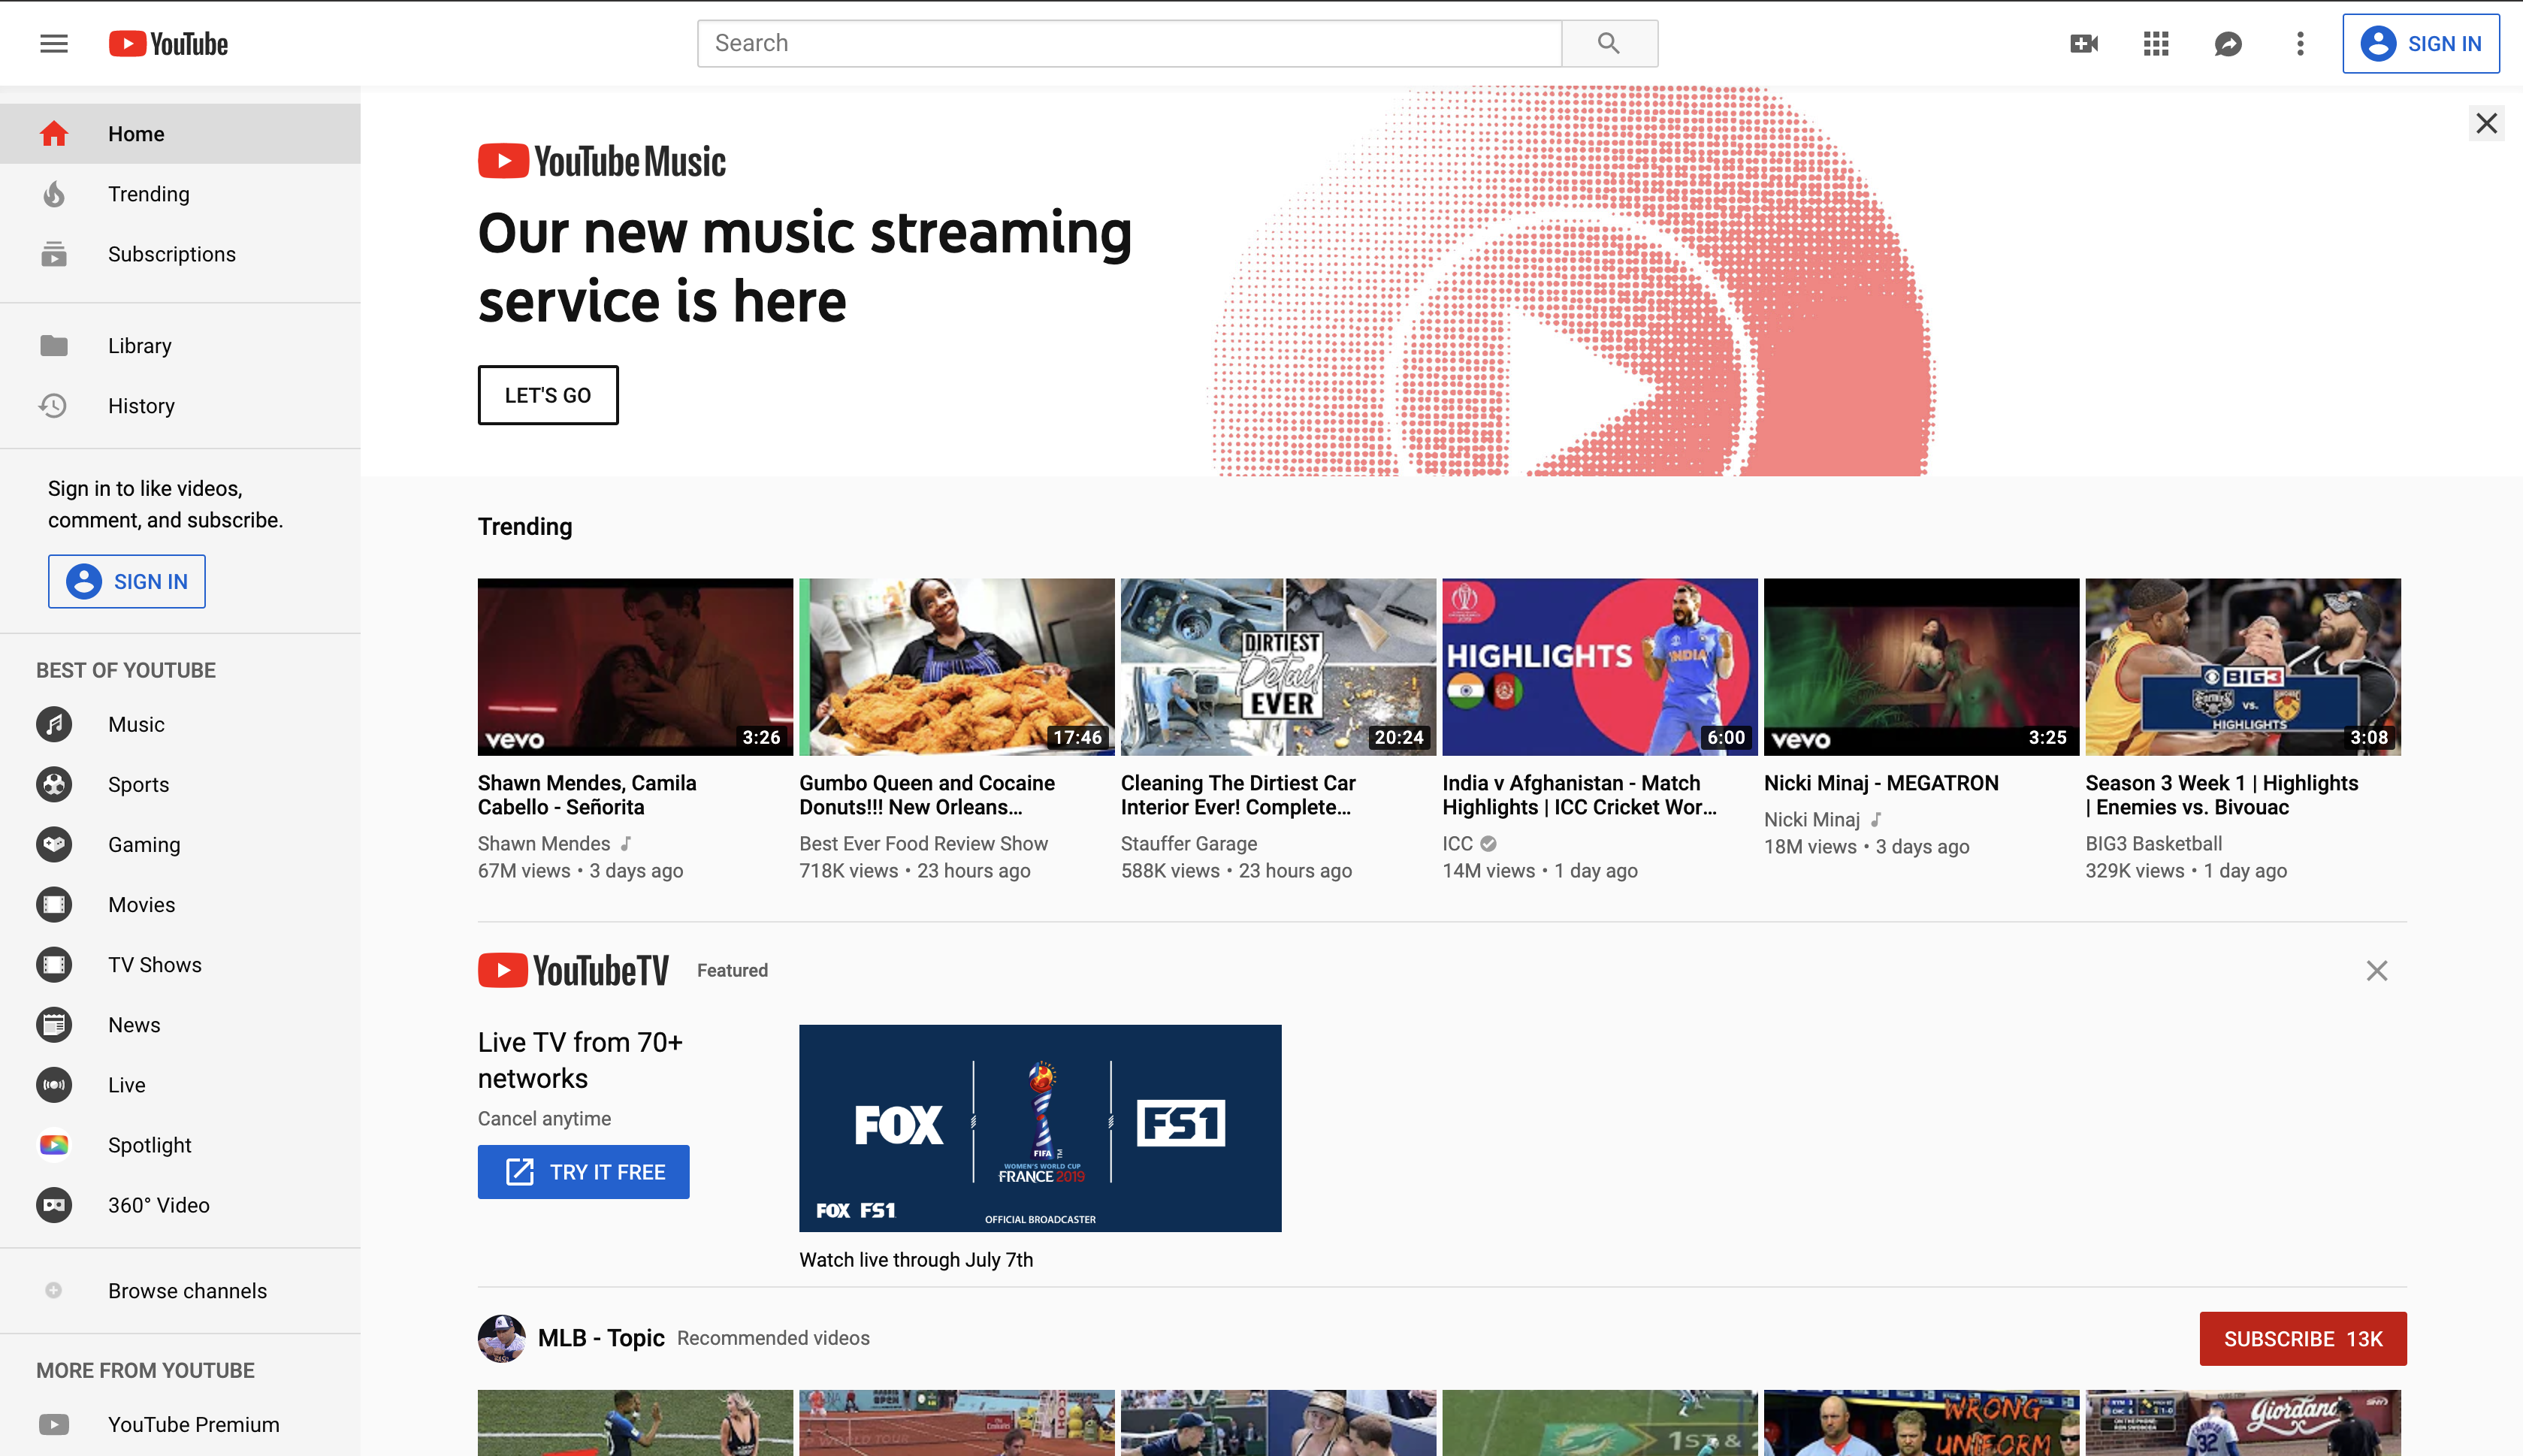 YouTube
Search
SIGN IN
Home
Trending
Subscriptions
Library
History
Sign in to like videos,
comment, and subscribe.
SIGN IN
BEST OF YOUTUBE
Music
Sports
Gaming
Movies
TV Shows
News
Live
Spotlight
360° Video
Browse channels
MORE FROM YOUTUBE
YouTube Premium
YouTube Music
Our new music streaming
service is here
LET'S GO
Trending
vevo
3:26
Shawn Mendes, Camila
Cabello - Señorita
Shawn Mendes
67M views • 3 days ago
17:46
Gumbo Queen and Cocaine
Donuts!!! New Orleans...
Best Ever Food Review Show
718K views • 23 hours ago
DIRTIEST
Detail
EVER
20:24
Cleaning The Dirtiest Car
Interior Ever! Complete...
Stauffer Garage
588K views • 23 hours ago
HIGHLIGHTS
INDIA
6:00
India v Afghanistan - Match
Highlights | ICC Cricket Wor...
ICC
14M views • 1 day ago
vevo
3:25
Nicki Minaj - MEGATRON
Nicki Minaj
18M views • 3 days ago
BIG3
VS.
HIGHLIGHTS
3:08
Season 3 Week 1 | Highlights
| Enemies vs. Bivouac
BIG3 Basketball
329K views • 1 day ago
YouTubeTV
Featured
Live TV from 70+
networks
Cancel anytime
TRY IT FREE
FOX
FIFA
WOMEN'S WORLD CUP
FRANCE 2019
FS1
FOX FS1
OFFICIAL BROADCASTER
Watch live through July 7th
MLB - Topic
Recommended videos
SUBSCRIBE 13K
OPEN
Emirates
WORLD TOUR
1ST &
WRONG
UNIFORM
Giordano
32